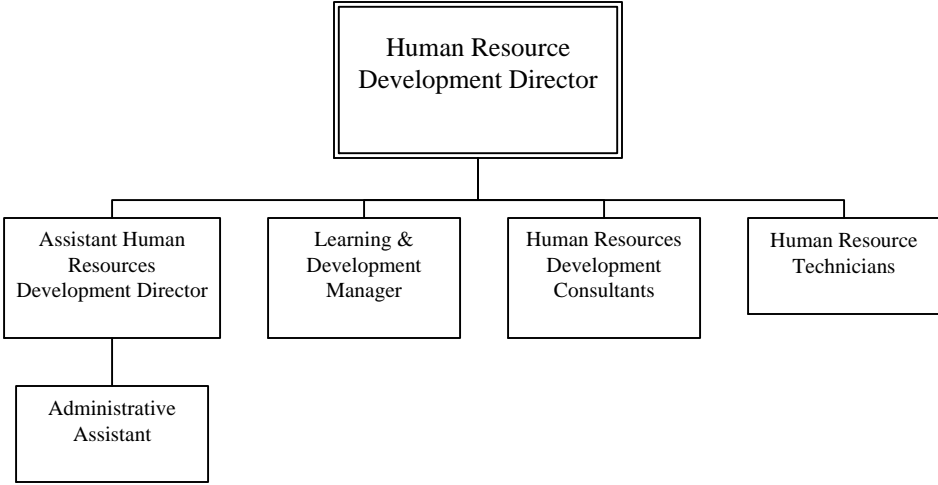 Human Resource
Development Director
Assistant Human
Resources
Development Director
Learning &
Development
Manager
Human Resources
Development
Consultants
Human Resource
Technicians
Administrative
Assistant